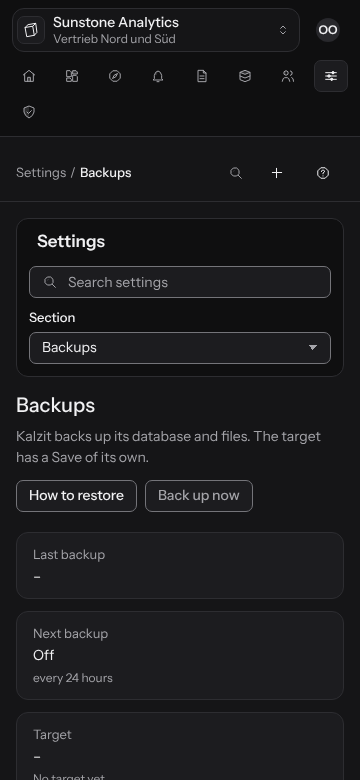 Sunstone Analytics
Vertrieb Nord und Süd
OO
Settings / Backups
Settings
Search settings
Section
Backups
Backups
Kalzit backs up its database and files. The target
has a Save of its own.
How to restore
Back up now
Last backup
–
Next backup
Off
every 24 hours
Target
–
No target yet